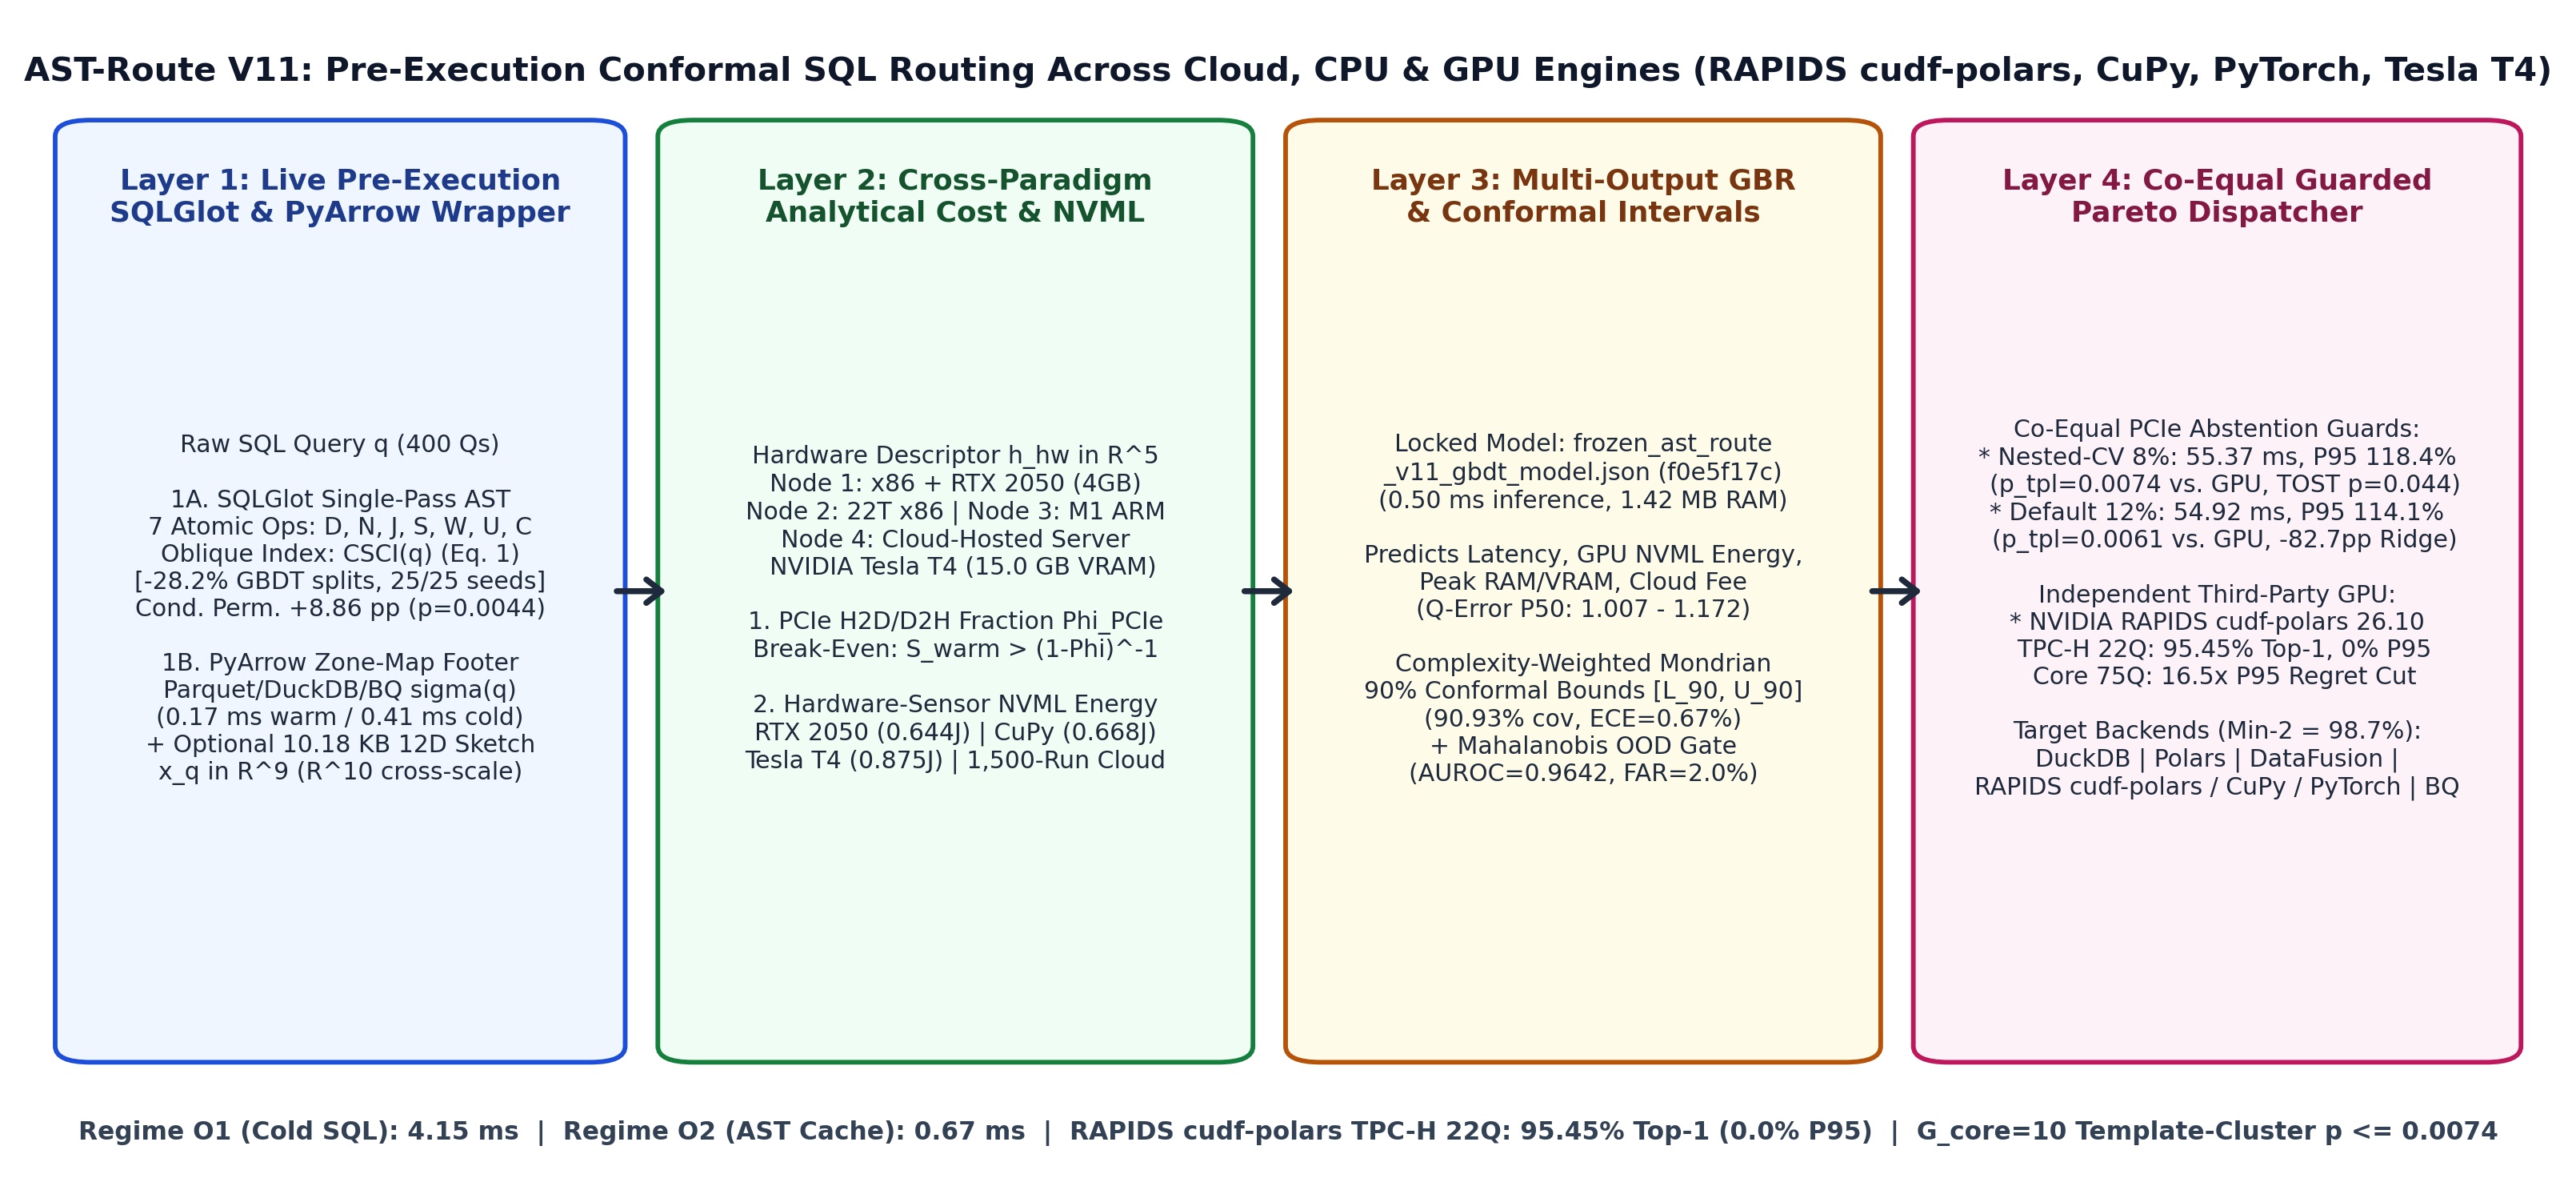 AST-Route V11: Pre-Execution Conformal SQL Routing Across Cloud, CPU & GPU Engines (RAPIDS cudf-polars, CuPy, PyTorch, Tesla T4)
Layer 1: Live Pre-Execution
SQLGlot & PyArrow Wrapper
Raw SQL Query q (400 Qs)
1A. SQLGlot Single-Pass AST
7 Atomic Ops: D, N, J, S, W, U, C
Oblique Index: CSCI(q) (Eq. 1)
[-28.2% GBDT splits, 25/25 seeds]
Cond. Perm. +8.86 pp (p=0.0044)
1B. PyArrow Zone-Map Footer
Parquet/DuckDB/BQ sigma(q)
(0.17 ms warm / 0.41 ms cold)
+ Optional 10.18 KB 12D Sketch
x_q in R^9 (R^10 cross-scale)
Layer 2: Cross-Paradigm
Analytical Cost & NVML
Hardware Descriptor h_hw in R^5
Node 1: x86 + RTX 2050 (4GB)
Node 2: 22T x86 | Node 3: M1 ARM
Node 4: Cloud-Hosted Server
NVIDIA Tesla T4 (15.0 GB VRAM)
1. PCIe H2D/D2H Fraction Phi_PCIe
Break-Even: S_warm > (1-Phi)^-1
2. Hardware-Sensor NVML Energy
RTX 2050 (0.644J) | CuPy (0.668J)
Tesla T4 (0.875J) | 1,500-Run Cloud
Layer 3: Multi-Output GBR
& Conformal Intervals
Locked Model: frozen_ast_route
_v11_gbdt_model.json (f0e5f17c)
(0.50 ms inference, 1.42 MB RAM)
Predicts Latency, GPU NVML Energy,
Peak RAM/VRAM, Cloud Fee
(Q-Error P50: 1.007 - 1.172)
Complexity-Weighted Mondrian
90% Conformal Bounds [L_90, U_90]
(90.93% cov, ECE=0.67%)
+ Mahalanobis OOD Gate
(AUROC=0.9642, FAR=2.0%)
Layer 4: Co-Equal Guarded
Pareto Dispatcher
Co-Equal PCIe Abstention Guards:
* Nested-CV 8%: 55.37 ms, P95 118.4%
(p_tpl=0.0074 vs. GPU, TOST p=0.044)
* Default 12%: 54.92 ms, P95 114.1%
(p_tpl=0.0061 vs. GPU, -82.7pp Ridge)
Independent Third-Party GPU:
* NVIDIA RAPIDS cudf-polars 26.10
TPC-H 22Q: 95.45% Top-1, 0% P95
Core 75Q: 16.5x P95 Regret Cut
Target Backends (Min-2 = 98.7%):
DuckDB | Polars | DataFusion |
RAPIDS cudf-polars / CuPy / PyTorch | BQ
Regime O1 (Cold SQL): 4.15 ms | Regime O2 (AST Cache): 0.67 ms | RAPIDS cudf-polars TPC-H 22Q: 95.45% Top-1 (0.0% P95) | G_core=10 Template-Cluster p <= 0.0074